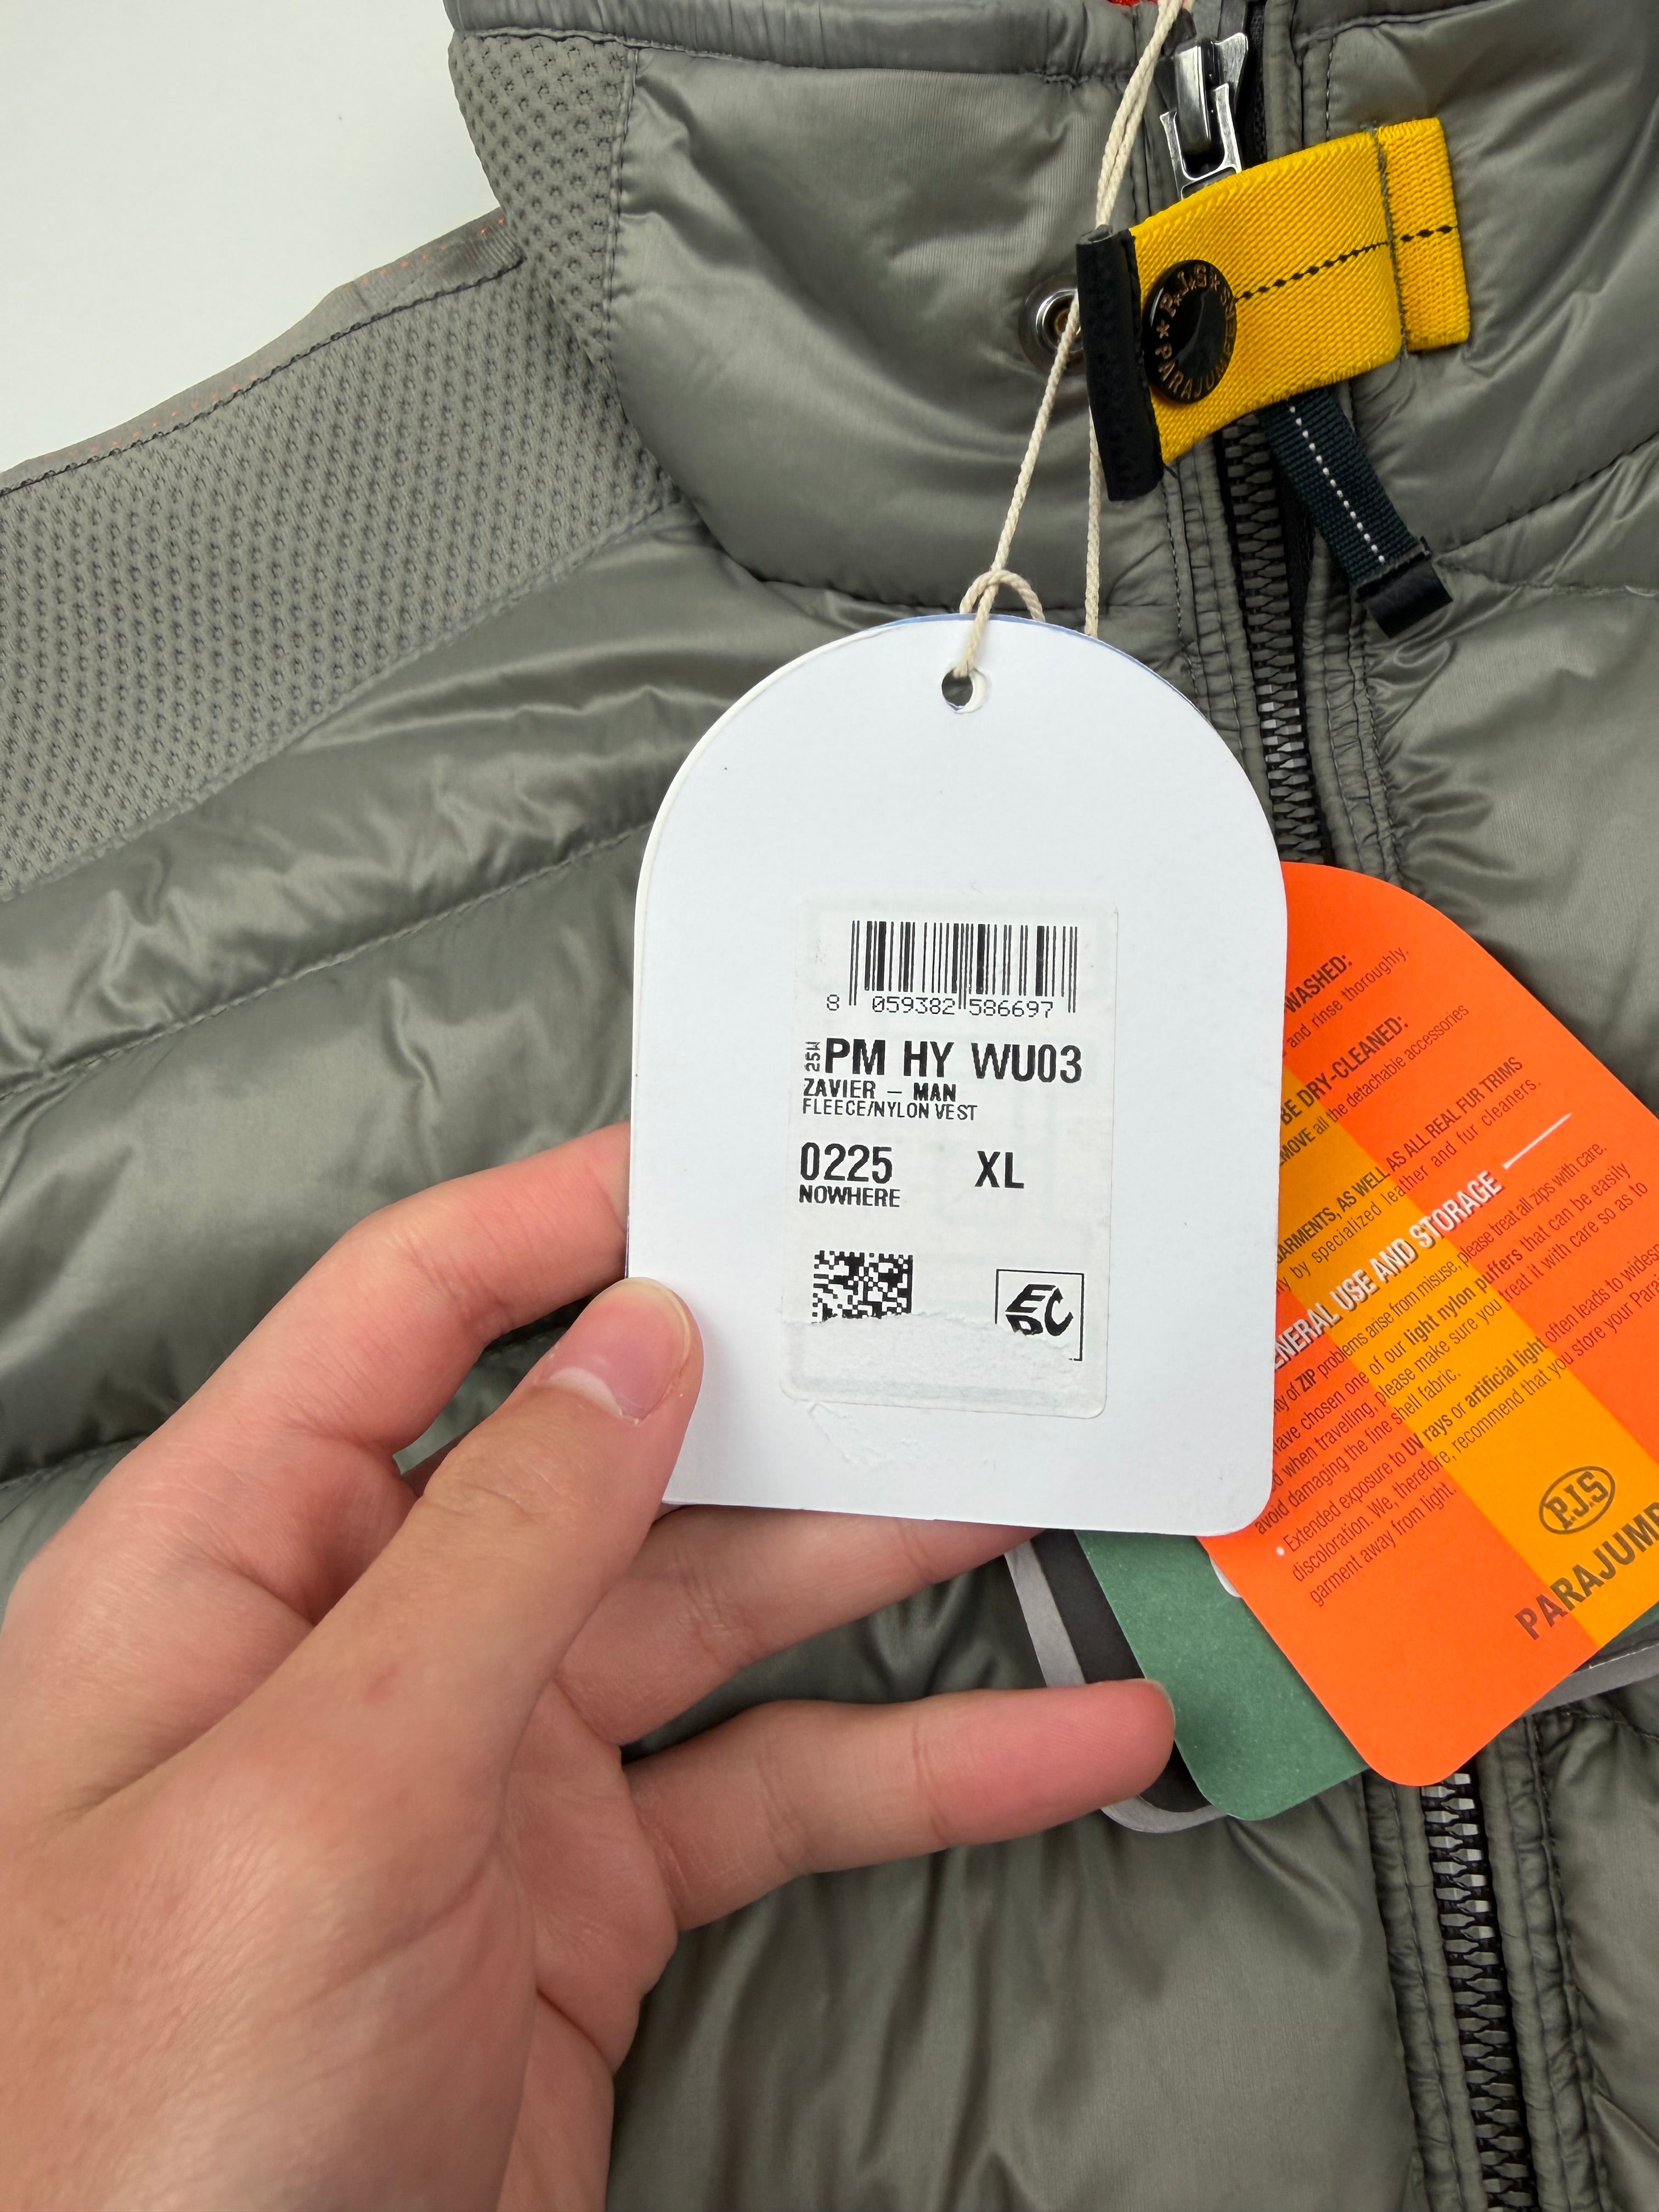 P.J.S
PARAJUM
8 059382 586697
25W PM HY WU03
ZAVIER – MAN
FLEECE/NYLON VEST
0225 XL
NOWHERE
WASHED:
and rinse thoroughly.
BE DRY-CLEANED:
all the detachable accessories
GARMENTS, AS WELL AS ALL REAL FUR TRIMS
by specialized leather and fur cleaners.
GENERAL USE AND STORAGE
of ZIP problems arise from misuse, please treat all zips with care.
have chosen one of our light nylon puffers that can be easily
when travelling, please make sure you treat it with care so as to
avoid damaging the fine shell fabric.
• Extended exposure to UV rays or artificial light often leads to
discoloration. We, therefore, recommend that you store your
garment away from light.
P.J.S
PARAJUMP